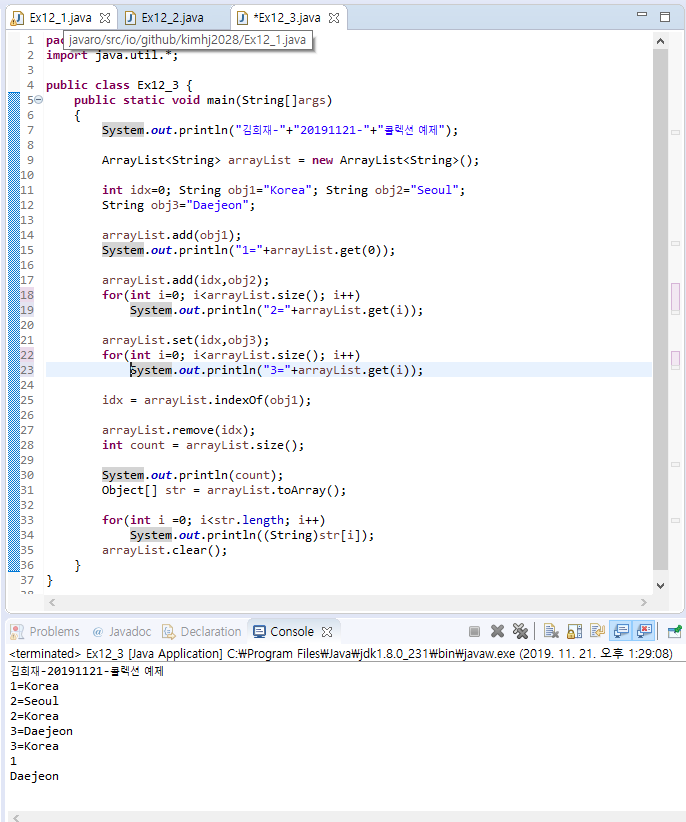 Ex12_1.java Ex12_2.java *Ex12_3.java
javaro/src/io/github/kimhj2028/Ex12_1.java
1 pac
2 import java.util.*;
3
4 public class Ex12_3 {
5 public static void main(String[]args)
6 {
7 System.out.println("김희재-"+"20191121-"+"콜렉션 예제");
8
9 ArrayList<String> arrayList = new ArrayList<String>();
10
11 int idx=0; String obj1="Korea"; String obj2="Seoul";
12 String obj3="Daejeon";
13
14 arrayList.add(obj1);
15 System.out.println("1="+arrayList.get(0));
16
17 arrayList.add(idx,obj2);
18 for(int i=0; i<arrayList.size(); i++)
19 System.out.println("2="+arrayList.get(i));
20
21 arrayList.set(idx,obj3);
22 for(int i=0; i<arrayList.size(); i++)
23 System.out.println("3="+arrayList.get(i));
24
25 idx = arrayList.indexOf(obj1);
26
27 arrayList.remove(idx);
28 int count = arrayList.size();
29
30 System.out.println(count);
31 Object[] str = arrayList.toArray();
32
33 for(int i =0; i<str.length; i++)
34 System.out.println((String)str[i]);
35 arrayList.clear();
36 }
37 }
38
Problems @ Javadoc Declaration Console
<terminated> Ex12_3 [Java Application] C:₩Program Files₩Java₩jdk1.8.0_231₩bin₩javaw.exe (2019. 11. 21. 오후 1:29:08)
김희재-20191121-콜렉션 예제
1=Korea
2=Seoul
2=Korea
3=Daejeon
3=Korea
1
Daejeon